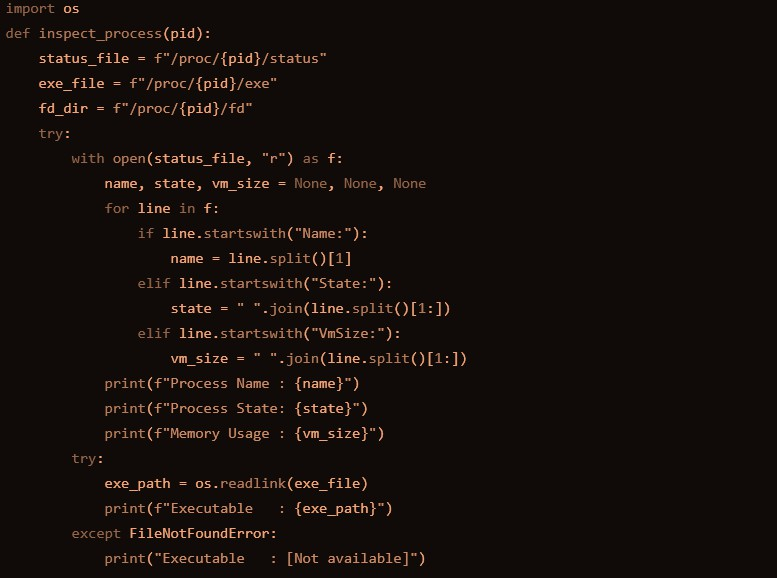 import os
def inspect_process(pid):
    status_file = f"/proc/{pid}/status"
    exe_file = f"/proc/{pid}/exe"
    fd_dir = f"/proc/{pid}/fd"
    try:
        with open(status_file, "r") as f:
            name, state, vm_size = None, None, None
            for line in f:
                if line.startswith("Name:"):
                    name = line.split()[1]
                elif line.startswith("State:"):
                    state = " ".join(line.split()[1:])
                elif line.startswith("VmSize:"):
                    vm_size = " ".join(line.split()[1:])
            print(f"Process Name : {name}")
            print(f"Process State: {state}")
            print(f"Memory Usage : {vm_size}")
        try:
            exe_path = os.readlink(exe_file)
            print(f"Executable   : {exe_path}")
        except FileNotFoundError:
            print("Executable   : [Not available]")